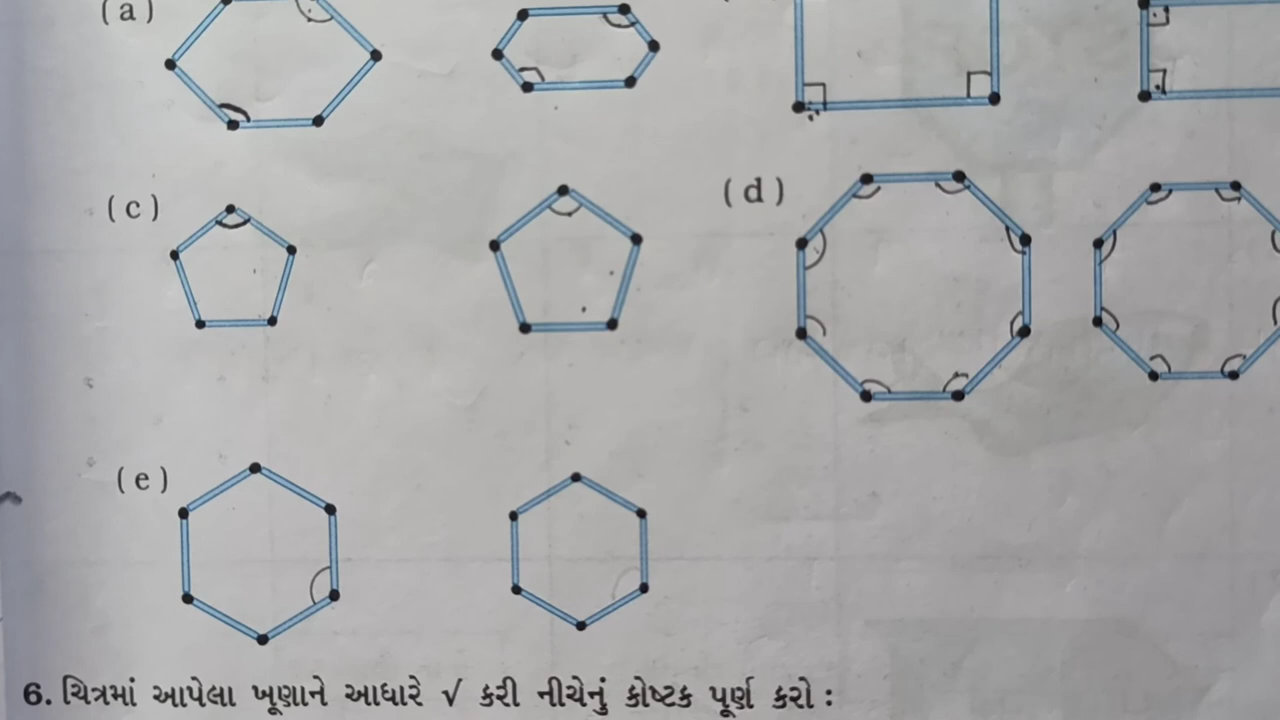 (a)
(c)
(d)
(e)
6. ચિત્રમાં આપેલા ખૂણાને આધારે √ કરી નીચેનું કોષ્ટક પૂર્ણ કરો :